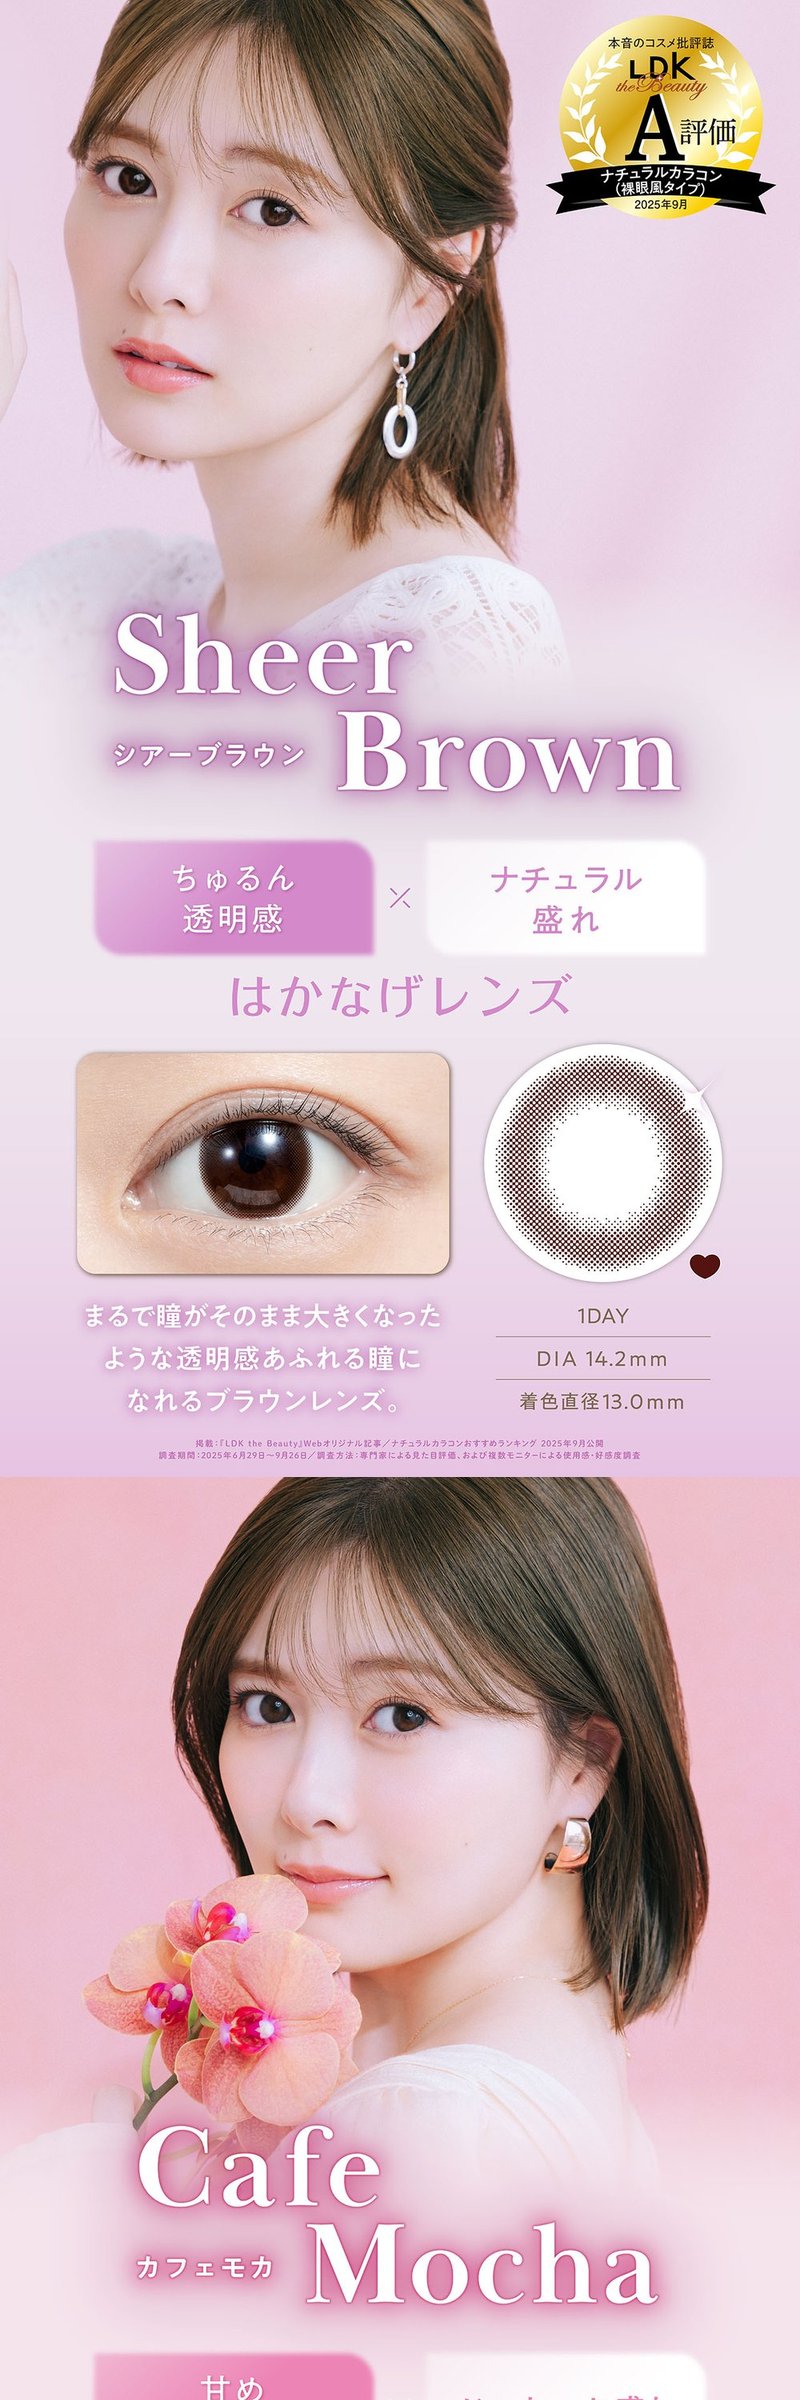 本音のコスメ批評誌
LDK
the Beauty
A評価
ナチュラルカラコン
(裸眼風タイプ)
2025年9月
Sheer
シアーブラウン
Brown
ちゅるん
透明感
×
ナチュラル
盛れ
はかなげレンズ
まるで瞳がそのまま大きくなった
ような透明感あふれる瞳に
なれるブラウンレンズ。
1DAY
DIA 14.2mm
着色直径13.0mm
掲載：『LDK the Beauty』Webオリジナル記事／ナチュラルカラコンおすすめランキング 2025年9月公開
調査期間：2025年6月29日〜9月26日／調査方法：専門家による見た目評価、および複数モニターによる使用感・好感度調査
Cafe
カフェモカ
Mocha
甘め